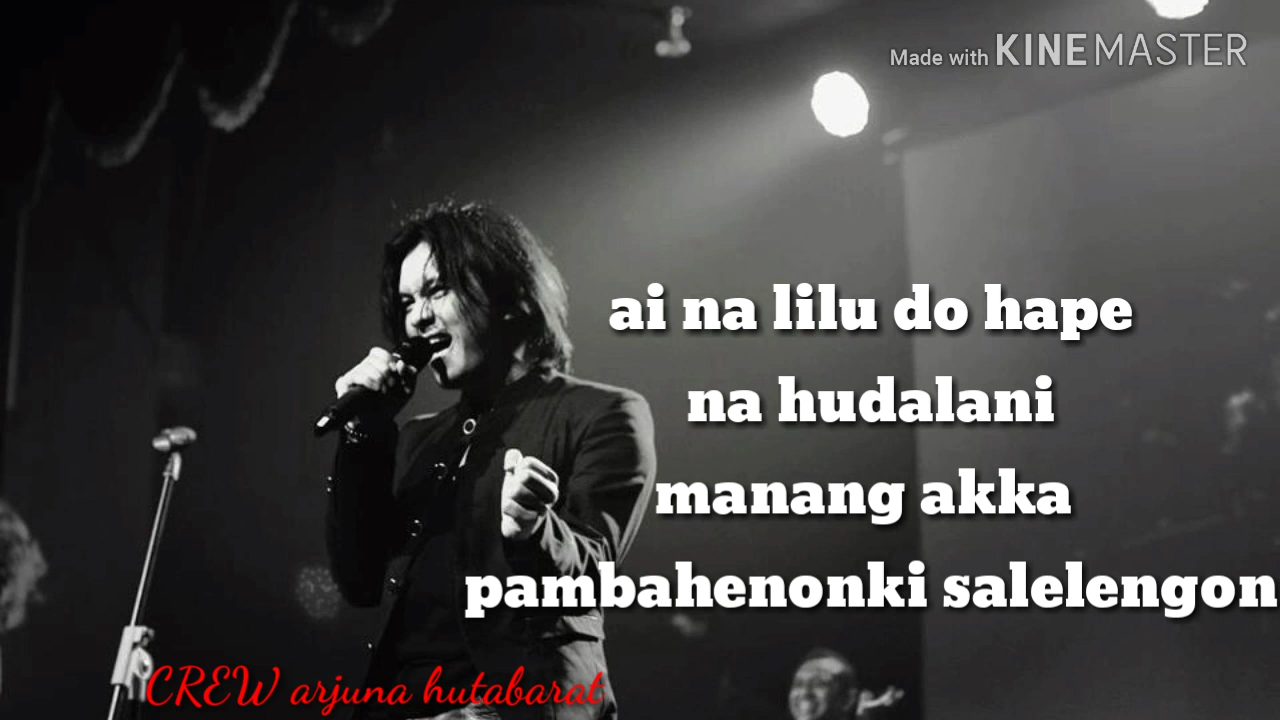 Made with KINEMASTER
ai na lilu do hape
na hudalani
manang akka
pambahenonki salelengon
CREW arjuna hutabarat